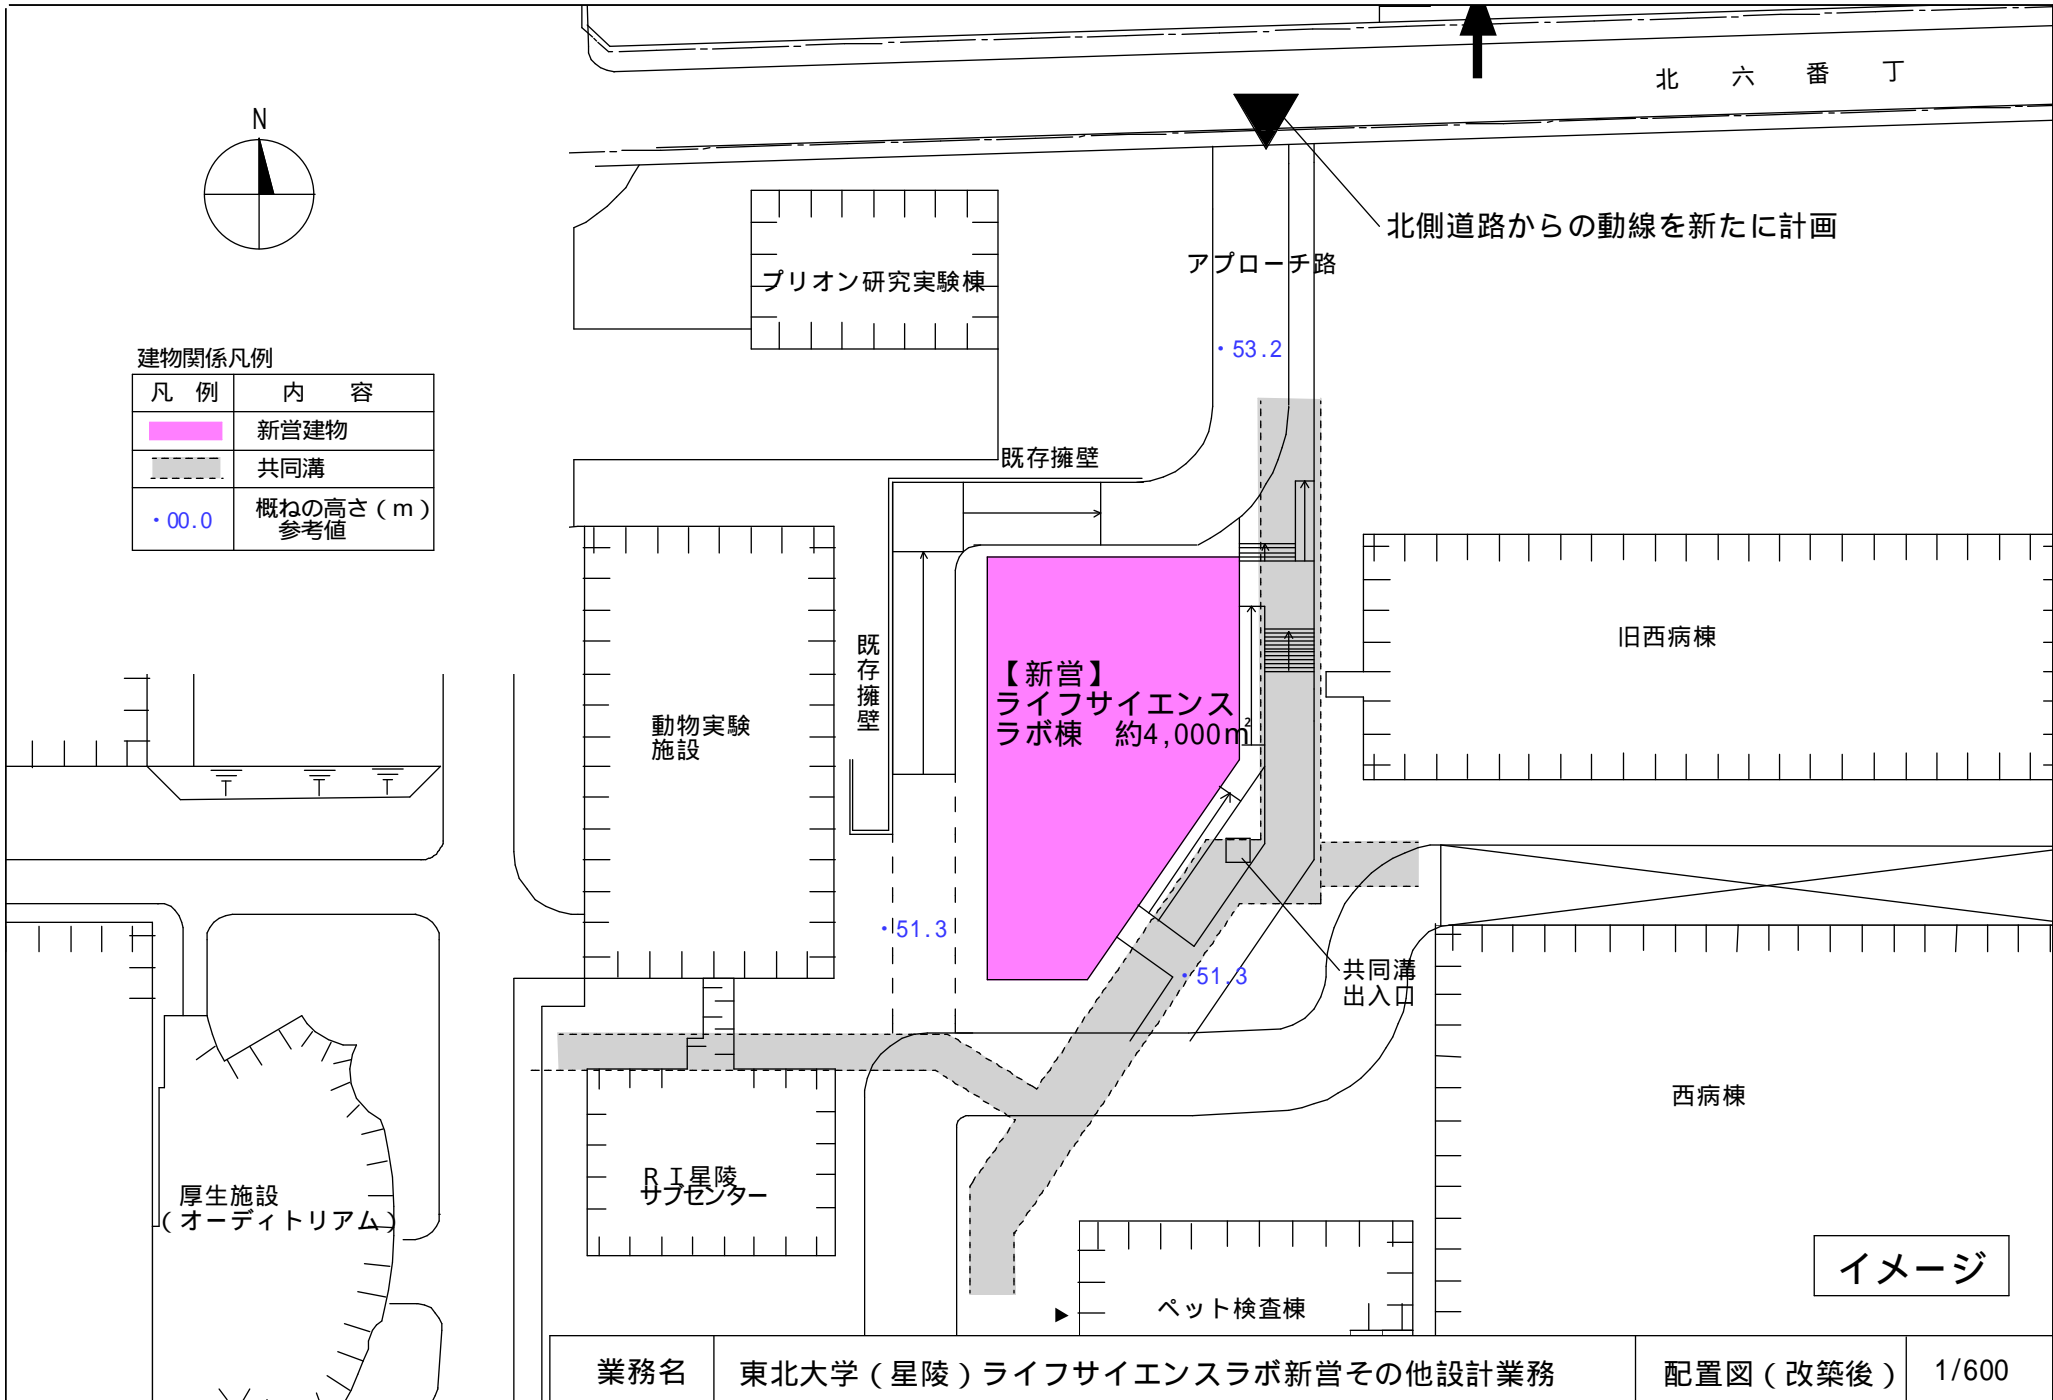 北六番丁
N
北側道路からの動線を新たに計画
アプローチ路
プリオン研究実験棟
・53.2
建物関係凡例
凡例 内容
新営建物
共同溝
・00.0 概ねの高さ(m)
参考値
既存擁壁
既存擁壁
旧西病棟
【新営】
ライフサイエンス
ラボ棟 約4,000㎡
動物実験
施設
・51.3
・51.3
共同溝
出入口
西病棟
RI星陵
サブセンター
厚生施設
(オーディトリアム)
ペット検査棟
イメージ
業務名 東北大学(星陵)ライフサイエンスラボ新営その他設計業務 配置図(改築後) 1/600